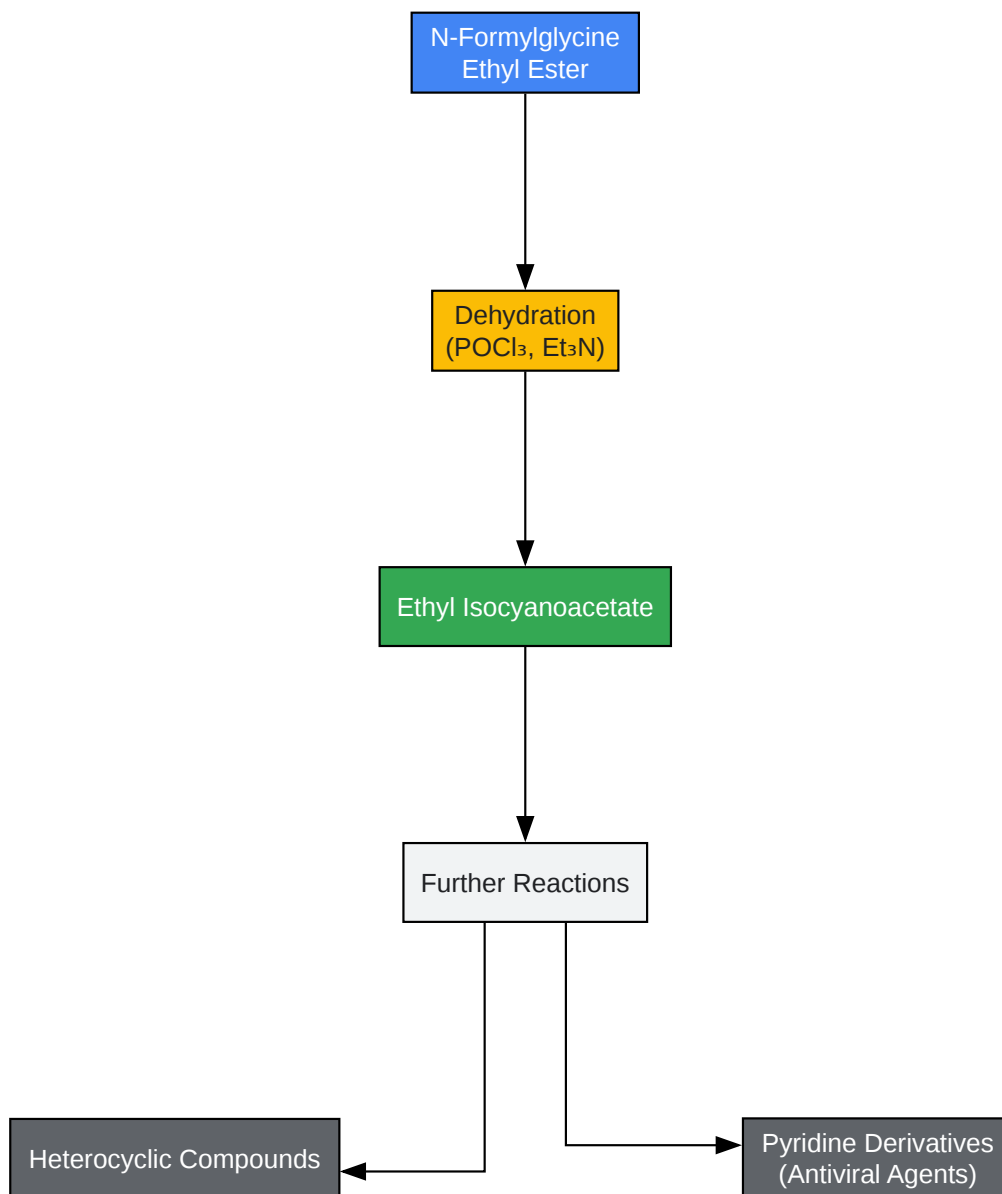 N-Formylglycine
Ethyl Ester
Dehydration
(POCl₃, Et₃N)
Ethyl Isocyanoacetate
Further Reactions
Heterocyclic Compounds
Pyridine Derivatives
(Antiviral Agents)